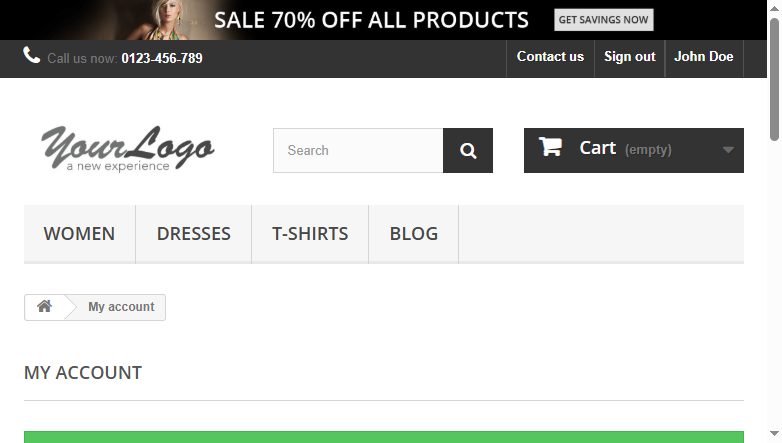 SALE 70% OFF ALL PRODUCTS
GET SAVINGS NOW
Call us now: 0123-456-789
Contact us
Sign out
John Doe
YourLogo
a new experience
Search
Cart (empty)
WOMEN
DRESSES
T-SHIRTS
BLOG
My account
MY ACCOUNT